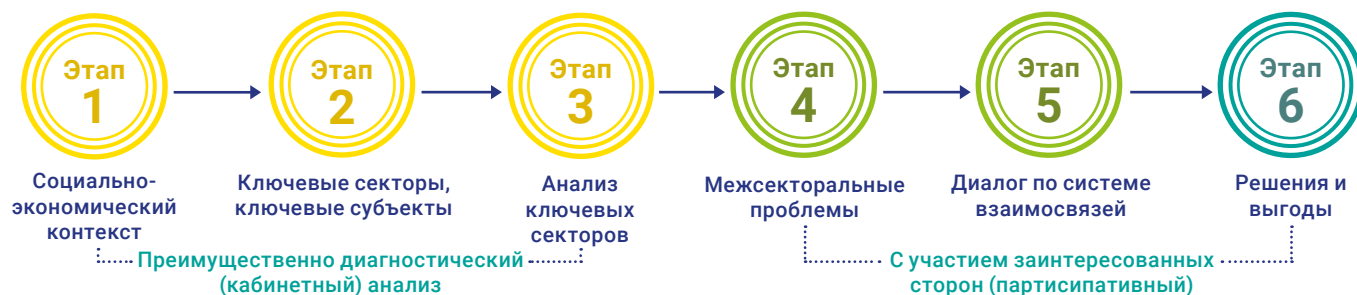 Этап
1
Этап
2
Этап
3
Этап
4
Этап
5
Этап
6
Социально-
экономический
контекст
Ключевые секторы,
ключевые субъекты
Анализ
ключевых
секторов
Межсекторальные
проблемы
Диалог по системе
взаимосвязей
Решения и
выгоды
Преимущественно диагностический
(кабинетный) анализ
С участием заинтересованных
сторон (партисипативный)